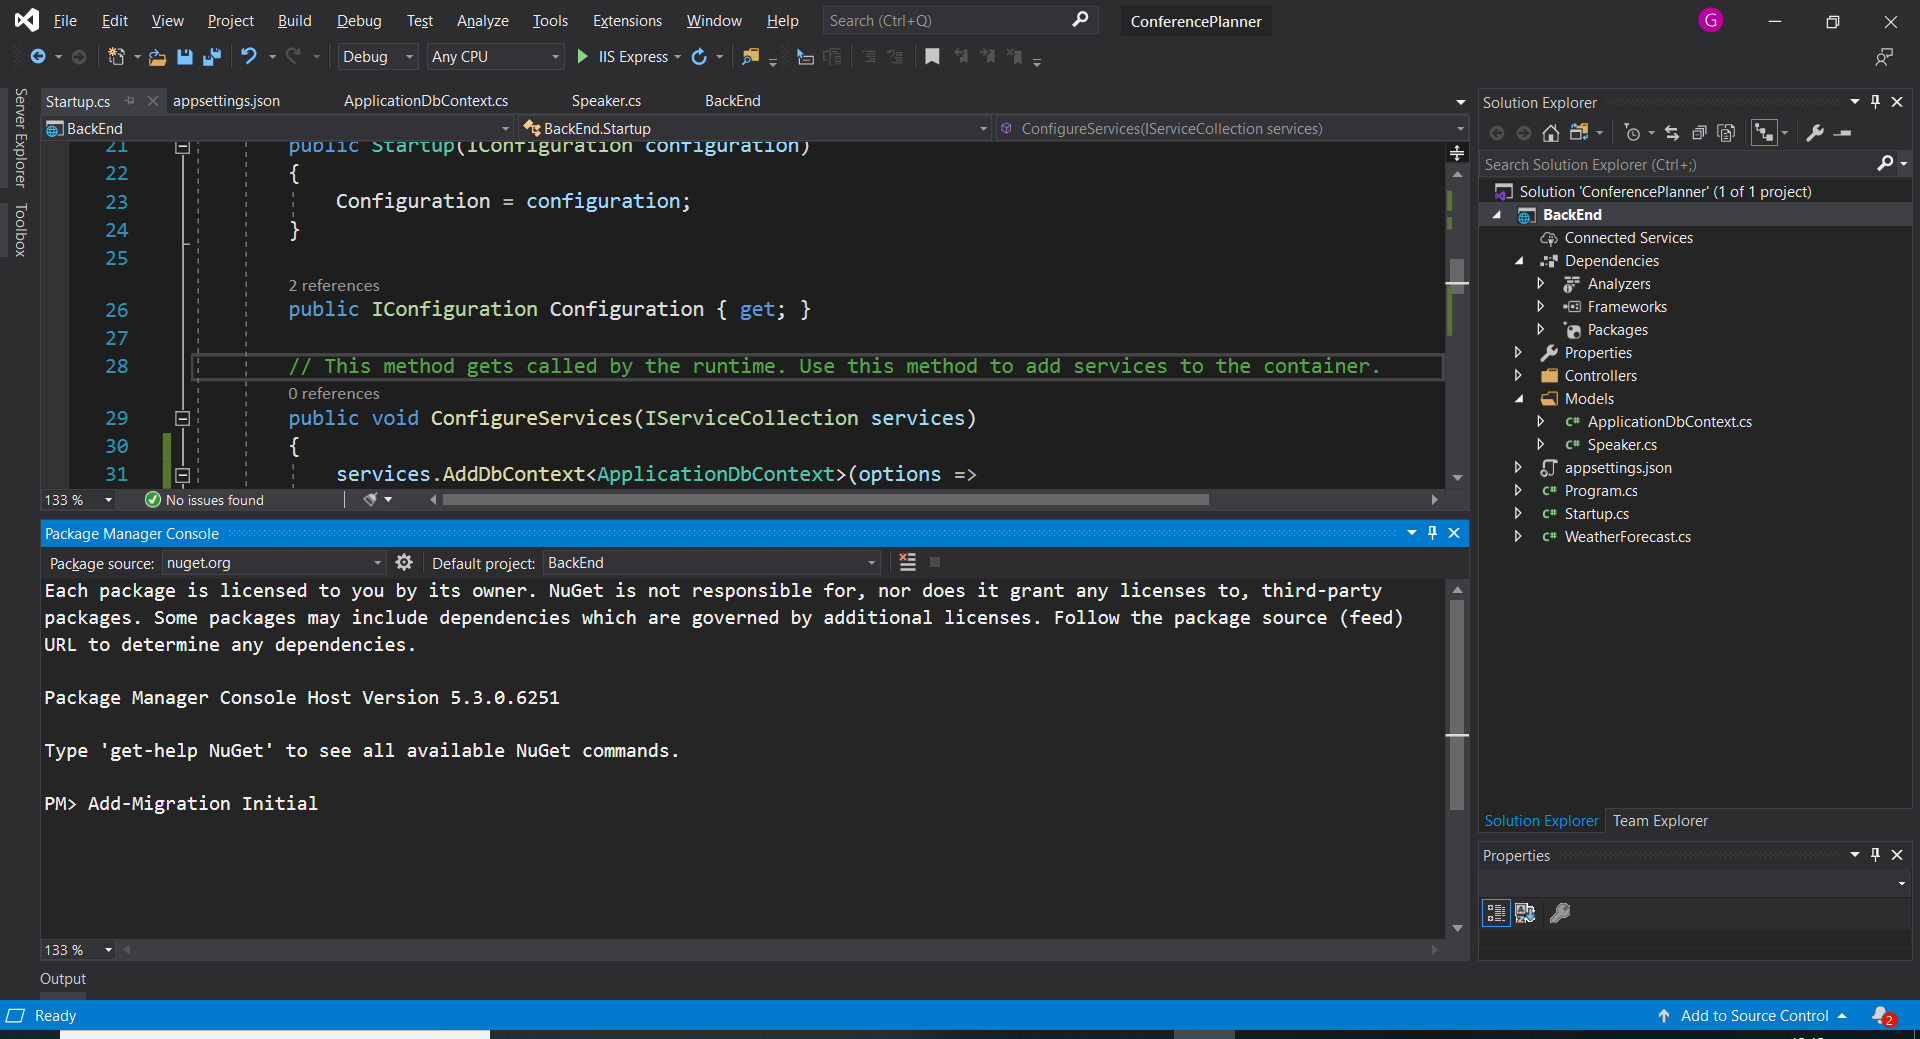 File Edit View Project Build Debug Test Analyze Tools Extensions Window Help Search (Ctrl+Q) ConferencePlanner G
Debug Any CPU IIS Express
Server Explorer
Toolbox
Startup.cs appsettings.json ApplicationDbContext.cs Speaker.cs BackEnd
BackEnd BackEnd.Startup ConfigureServices(IServiceCollection services)
21 public Startup(IConfiguration configuration)
22 {
23 Configuration = configuration;
24 }
25
2 references
26 public IConfiguration Configuration { get; }
27
28 // This method gets called by the runtime. Use this method to add services to the container.
0 references
29 public void ConfigureServices(IServiceCollection services)
30 {
31 services.AddDbContext<ApplicationDbContext>(options =>
133 % No issues found
Package Manager Console
Package source: nuget.org Default project: BackEnd
Each package is licensed to you by its owner. NuGet is not responsible for, nor does it grant any licenses to, third-party
packages. Some packages may include dependencies which are governed by additional licenses. Follow the package source (feed)
URL to determine any dependencies.
Package Manager Console Host Version 5.3.0.6251
Type 'get-help NuGet' to see all available NuGet commands.
PM> Add-Migration Initial
133 %
Output
Solution Explorer
Search Solution Explorer (Ctrl+;)
Solution 'ConferencePlanner' (1 of 1 project)
BackEnd
Connected Services
Dependencies
Analyzers
Frameworks
Packages
Properties
Controllers
Models
C# ApplicationDbContext.cs
C# Speaker.cs
appsettings.json
C# Program.cs
C# Startup.cs
C# WeatherForecast.cs
Solution Explorer Team Explorer
Properties
Ready Add to Source Control 2